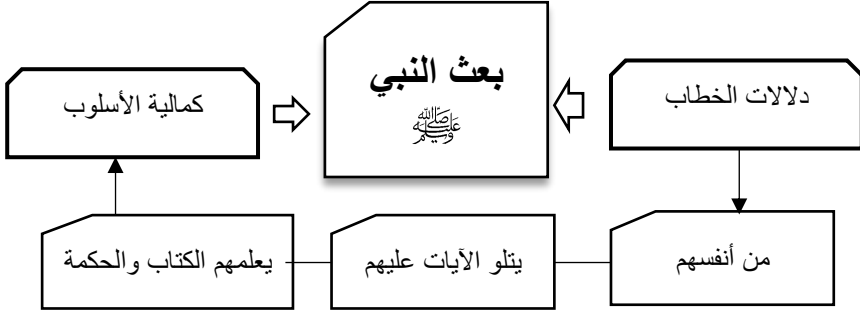 بعث النبي
ﷺ
دلالات الخطاب
كمالية الأسلوب
من أنفسهم
يتلو الآيات عليهم
يعلمهم الكتاب والحكمة